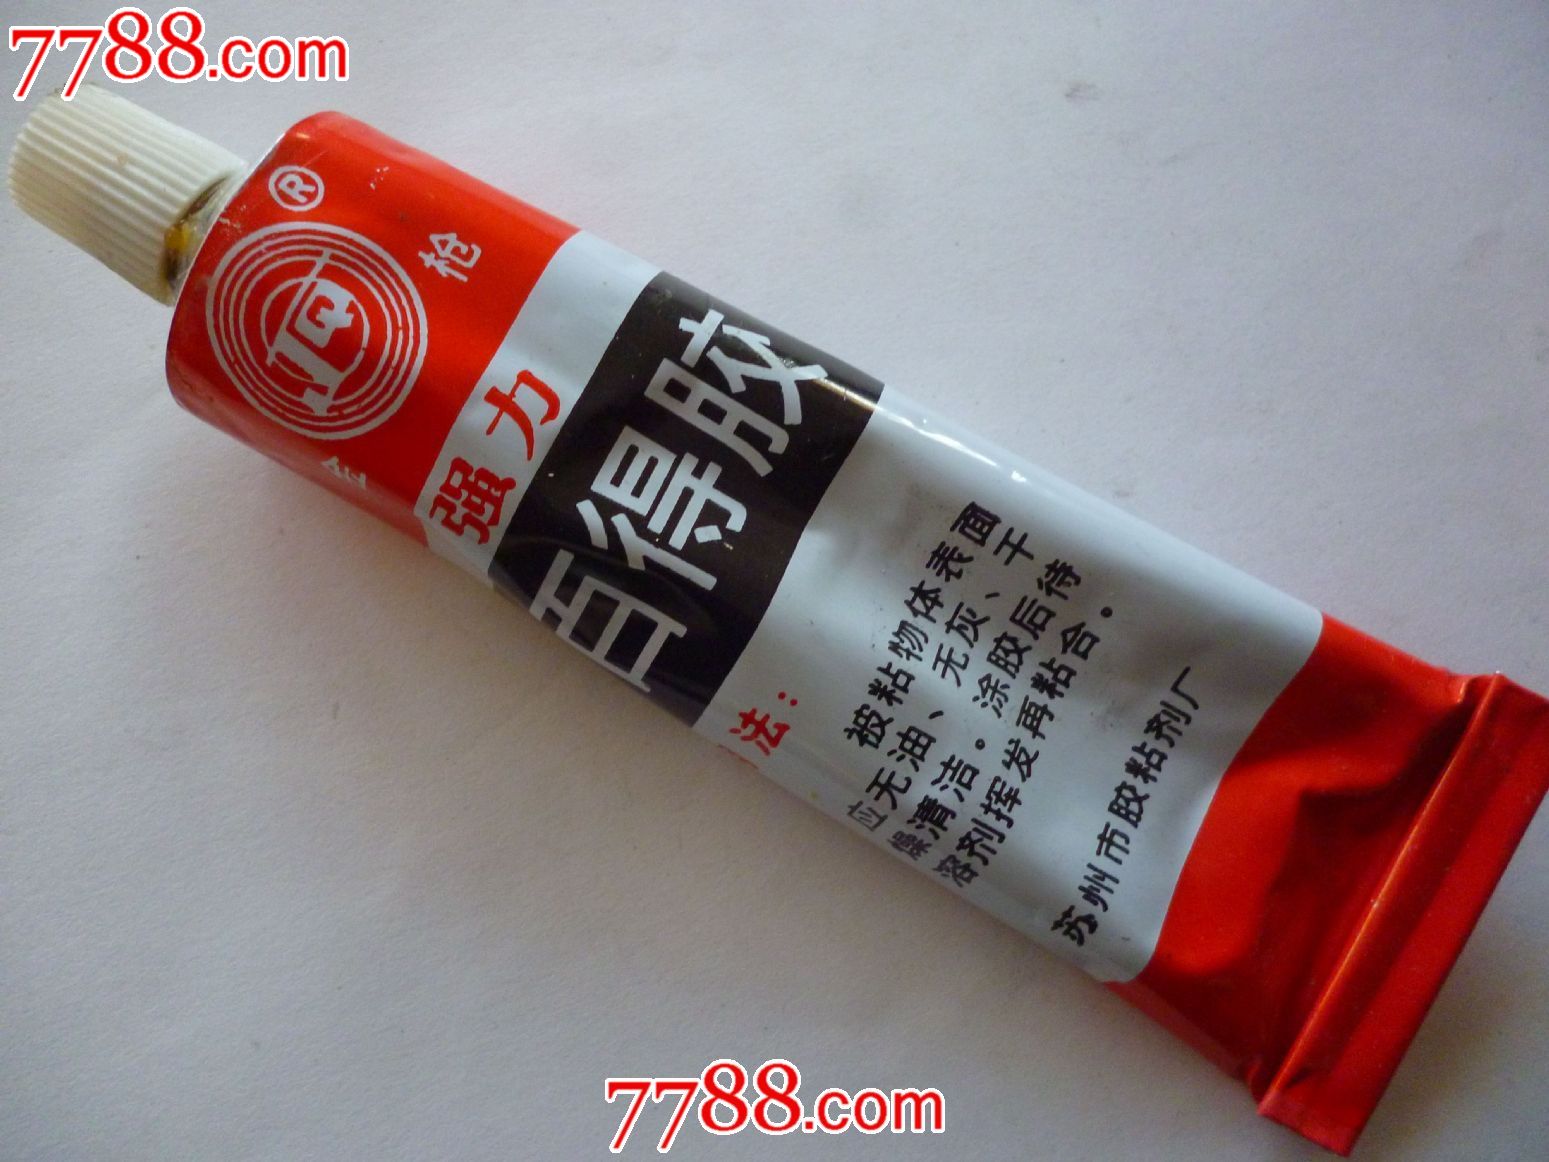 7788.com
®
JQ
枪
强力
百得胶
法：
被粘物体表面
应无油、无灰、干
燥清洁。涂胶后待
溶剂挥发再粘合。
苏州市胶粘剂厂
7788.com